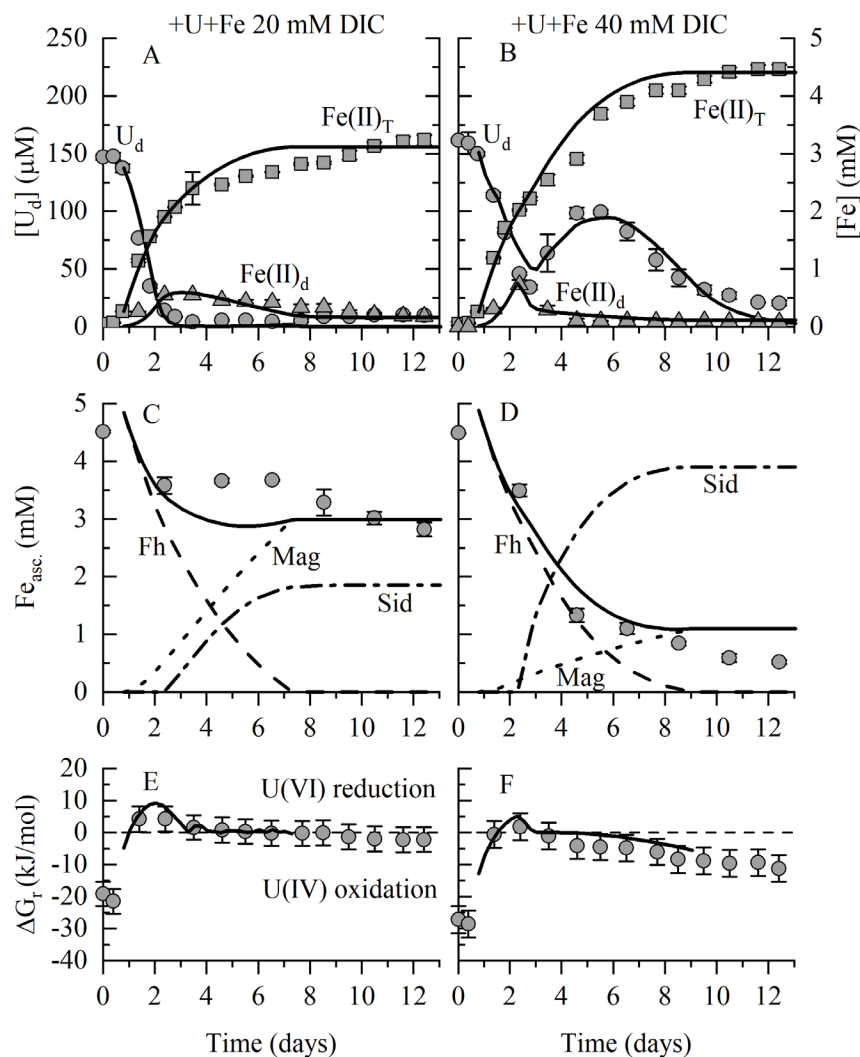 +U+Fe 20 mM DIC
+U+Fe 40 mM DIC
250
200
150
100
50
0
[U_d] (μM)
A
U_d
Fe(II)_T
Fe(II)_d
0 2 4 6 8 10 12
B
U_d
Fe(II)_T
Fe(II)_d
0 2 4 6 8 10 12
5
4
3
2
1
0
[Fe] (mM)
5
4
3
2
1
0
Fe_asc. (mM)
C
Fh
Mag
Sid
0 2 4 6 8 10 12
D
Fh
Sid
Mag
0 2 4 6 8 10 12
20
10
0
-10
-20
-30
-40
ΔG_r (kJ/mol)
E
U(VI) reduction
U(IV) oxidation
0 2 4 6 8 10 12
Time (days)
F
0 2 4 6 8 10 12
Time (days)